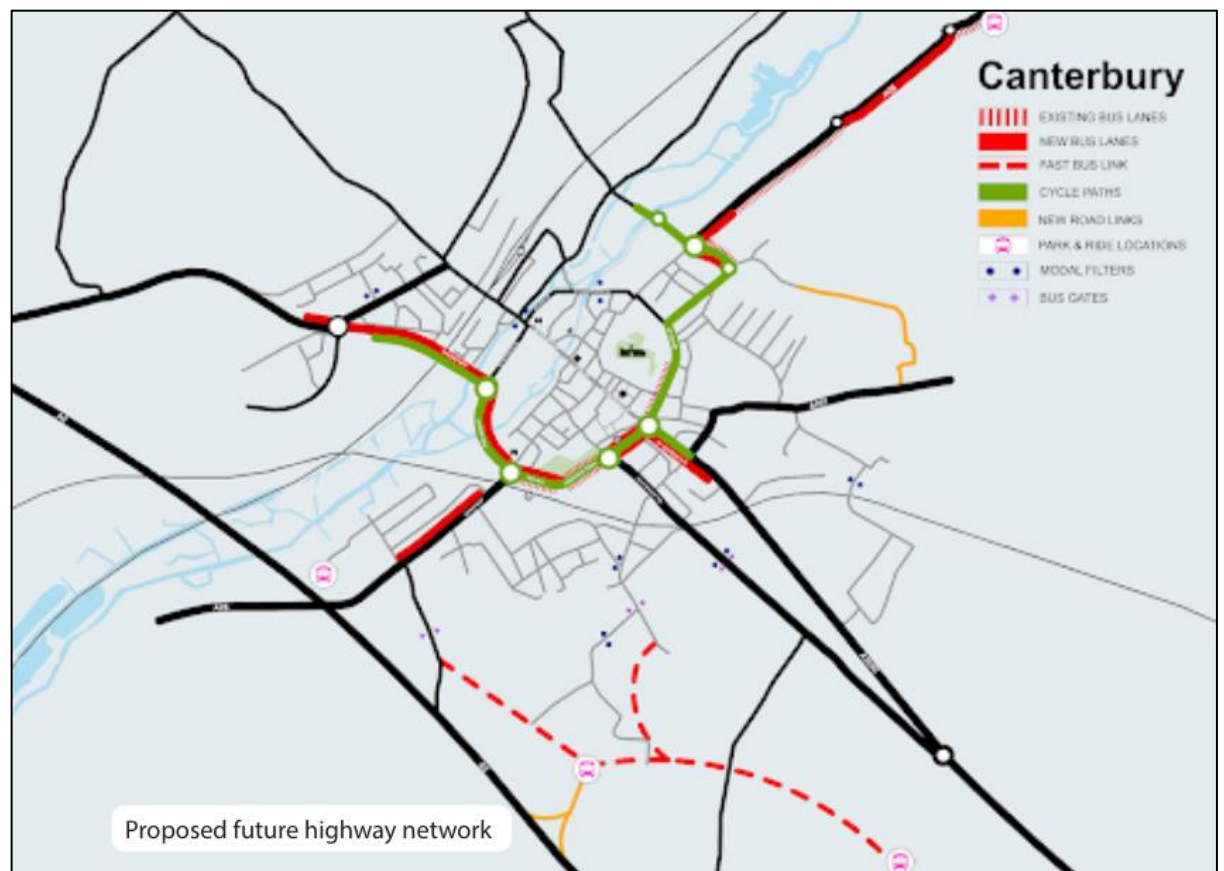 Canterbury
EXISTING BUS LANES
NEW BUS LANES
FAST BUS LINK
CYCLE PATHS
NEW ROAD LINKS
PARK & RIDE LOCATIONS
MODAL FILTERS
BUS GATES
A28
A2
A28
A2
Proposed future highway network